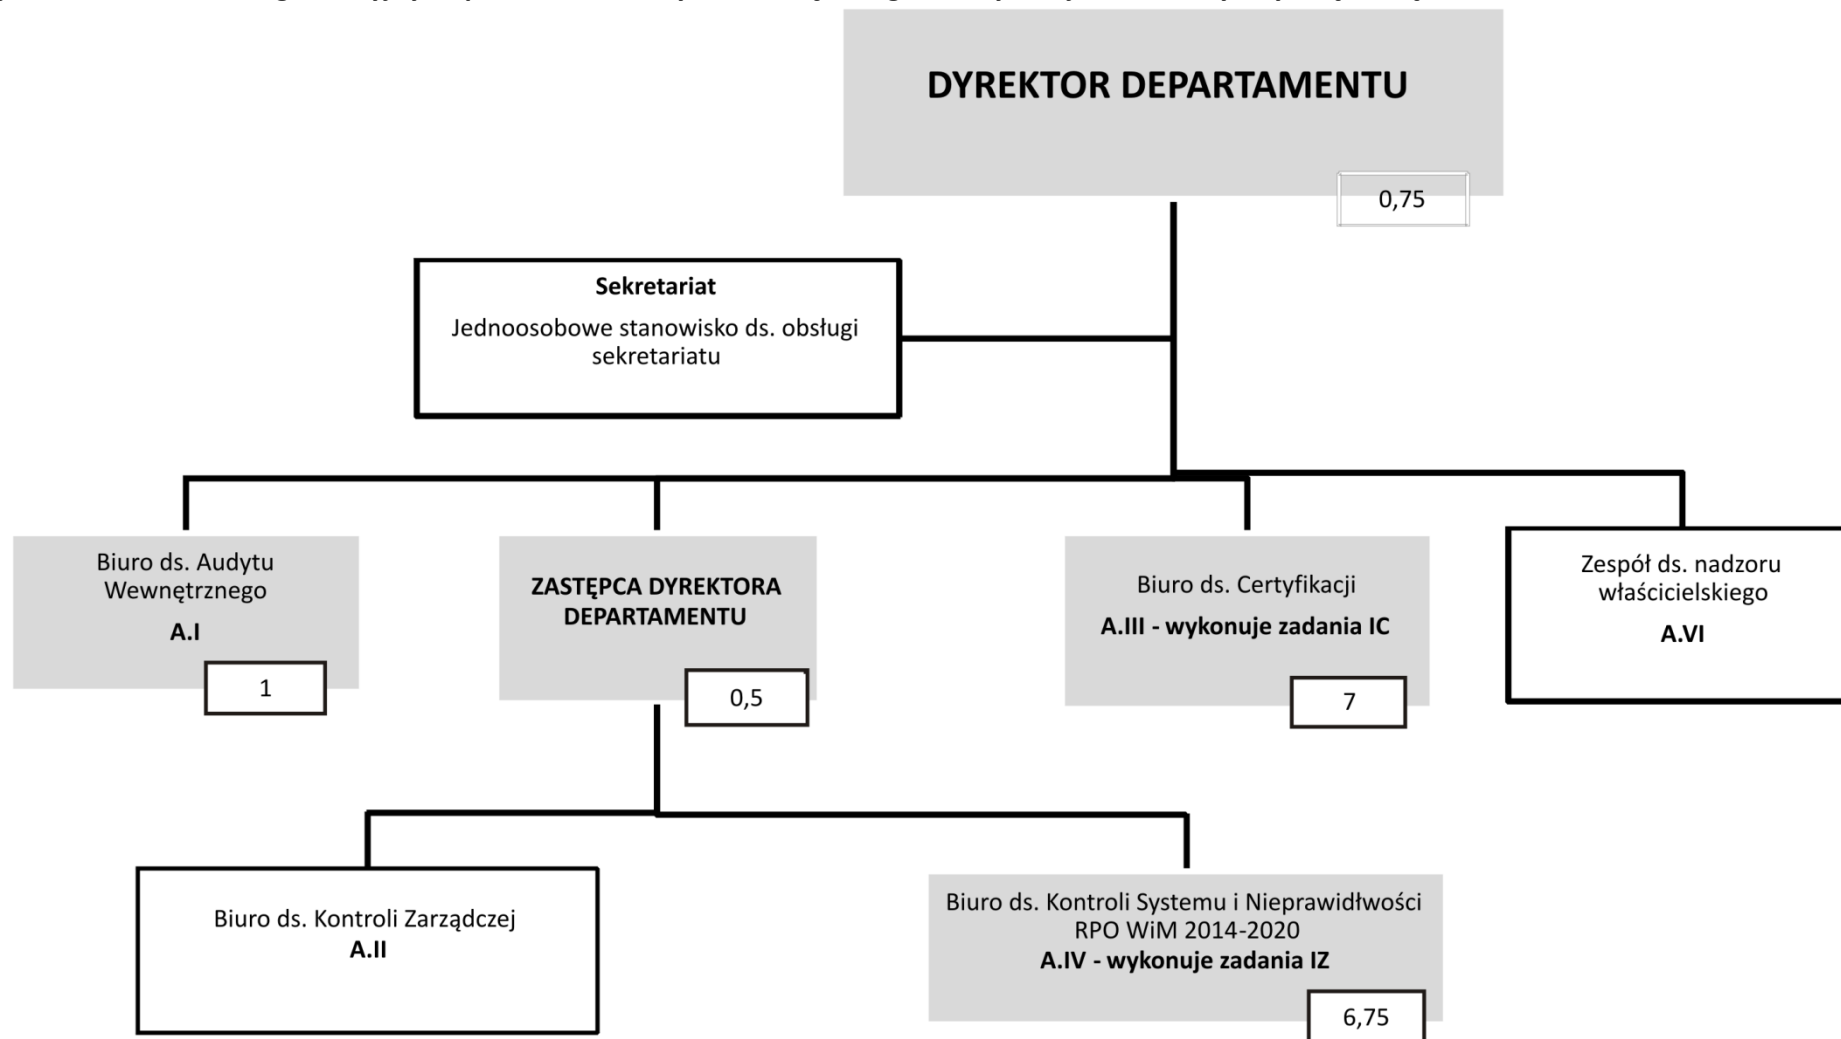 DYREKTOR DEPARTAMENTU
0,75
Sekretariat
Jednoosobowe stanowisko ds. obsługi
sekretariatu
Biuro ds. Audytu
Wewnętrznego
A.I
1
ZASTĘPCA DYREKTORA
DEPARTAMENTU
0,5
Biuro ds. Certyfikacji
A.III - wykonuje zadania IC
7
Zespół ds. nadzoru
właścicielskiego
A.VI
Biuro ds. Kontroli Zarządczej
A.II
Biuro ds. Kontroli Systemu i Nieprawidłwości
RPO WiM 2014-2020
A.IV - wykonuje zadania IZ
6,75